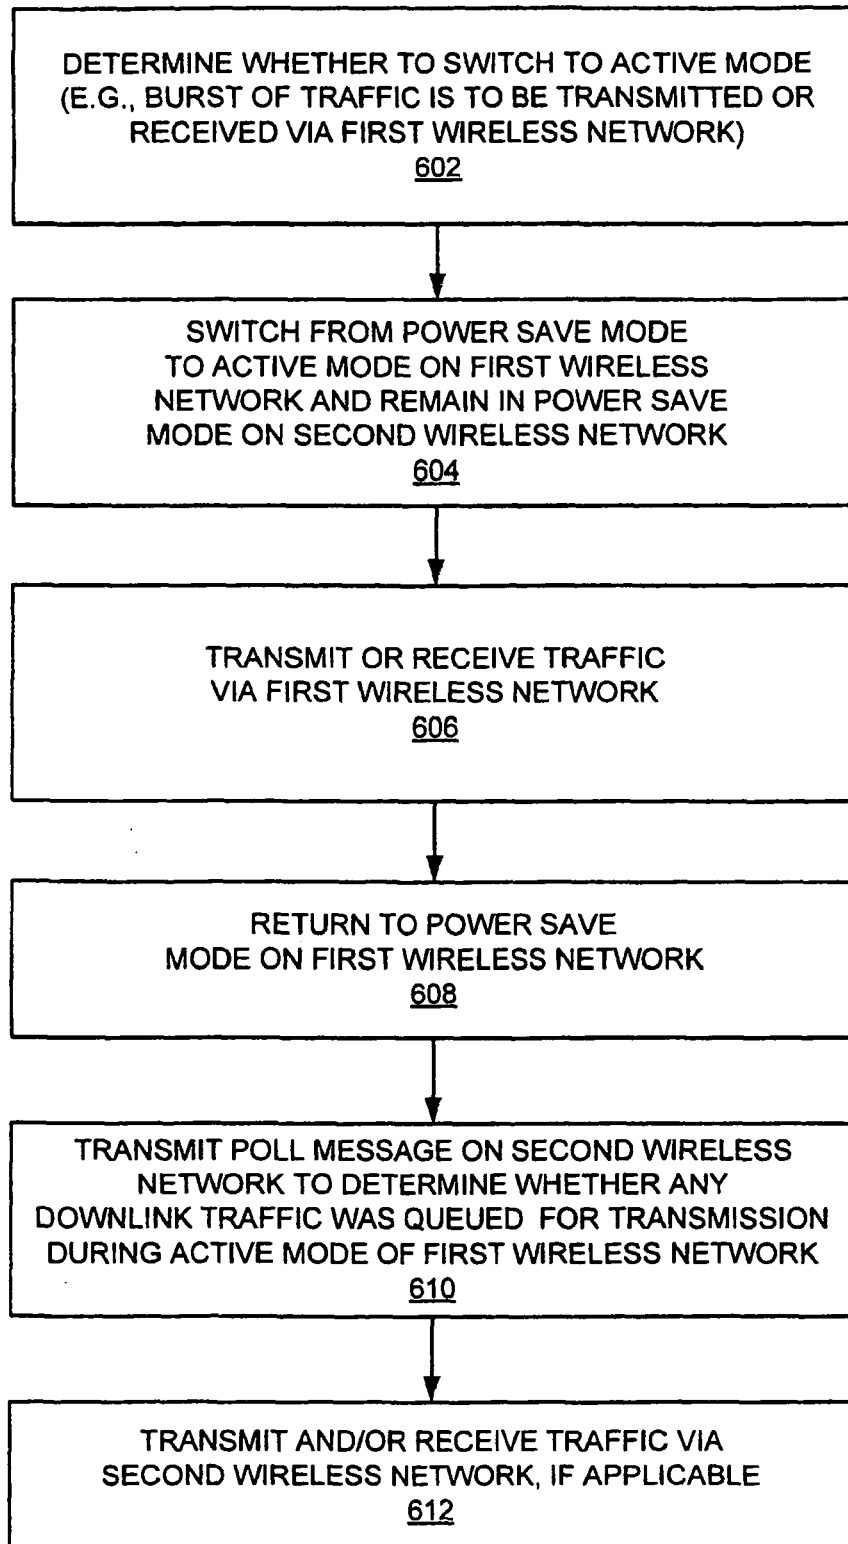 DETERMINE WHETHER TO SWITCH TO ACTIVE MODE
(E.G., BURST OF TRAFFIC IS TO BE TRANSMITTED OR
RECEIVED VIA FIRST WIRELESS NETWORK)
602
SWITCH FROM POWER SAVE MODE
TO ACTIVE MODE ON FIRST WIRELESS
NETWORK AND REMAIN IN POWER SAVE
MODE ON SECOND WIRELESS NETWORK
604
TRANSMIT OR RECEIVE TRAFFIC
VIA FIRST WIRELESS NETWORK
606
RETURN TO POWER SAVE
MODE ON FIRST WIRELESS NETWORK
608
TRANSMIT POLL MESSAGE ON SECOND WIRELESS
NETWORK TO DETERMINE WHETHER ANY
DOWNLINK TRAFFIC WAS QUEUED FOR TRANSMISSION
DURING ACTIVE MODE OF FIRST WIRELESS NETWORK
610
TRANSMIT AND/OR RECEIVE TRAFFIC VIA
SECOND WIRELESS NETWORK, IF APPLICABLE
612